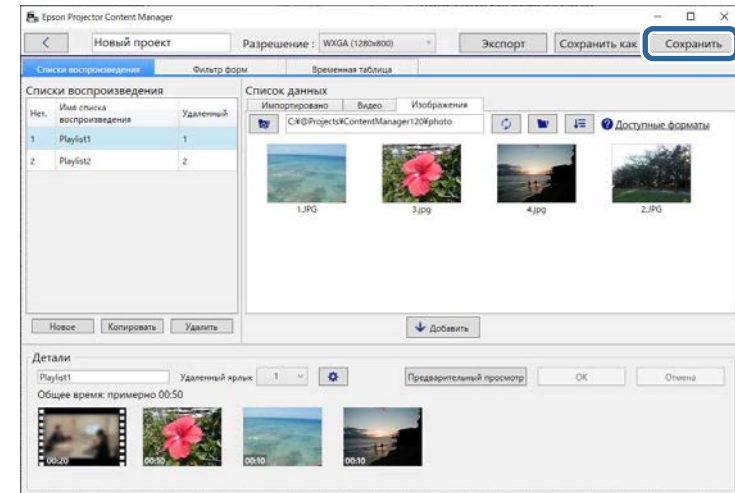 Epson Projector Content Manager
Новый проект Разрешение : WXGA (1280x800) Экспорт Сохранить как Сохранить
Списки воспроизведения Фильтр форм Временная таблица
Списки воспроизведения Список данных
Нет. Имя списка воспроизведения Удаленный
Импортировано Видео Изображения
C:¥@Projects¥ContentManager120¥photo Доступные форматы
1 Playlist1 1
2 Playlist2 2
1.JPG 3.jpg 4.jpg 2.JPG
Новое Копировать Удалить Добавить
Детали
Playlist1 Удаленный ярлык 1 Предварительный просмотр OK Отмена
Общее время: примерно 00:50
00:20 00:10 00:10 00:10